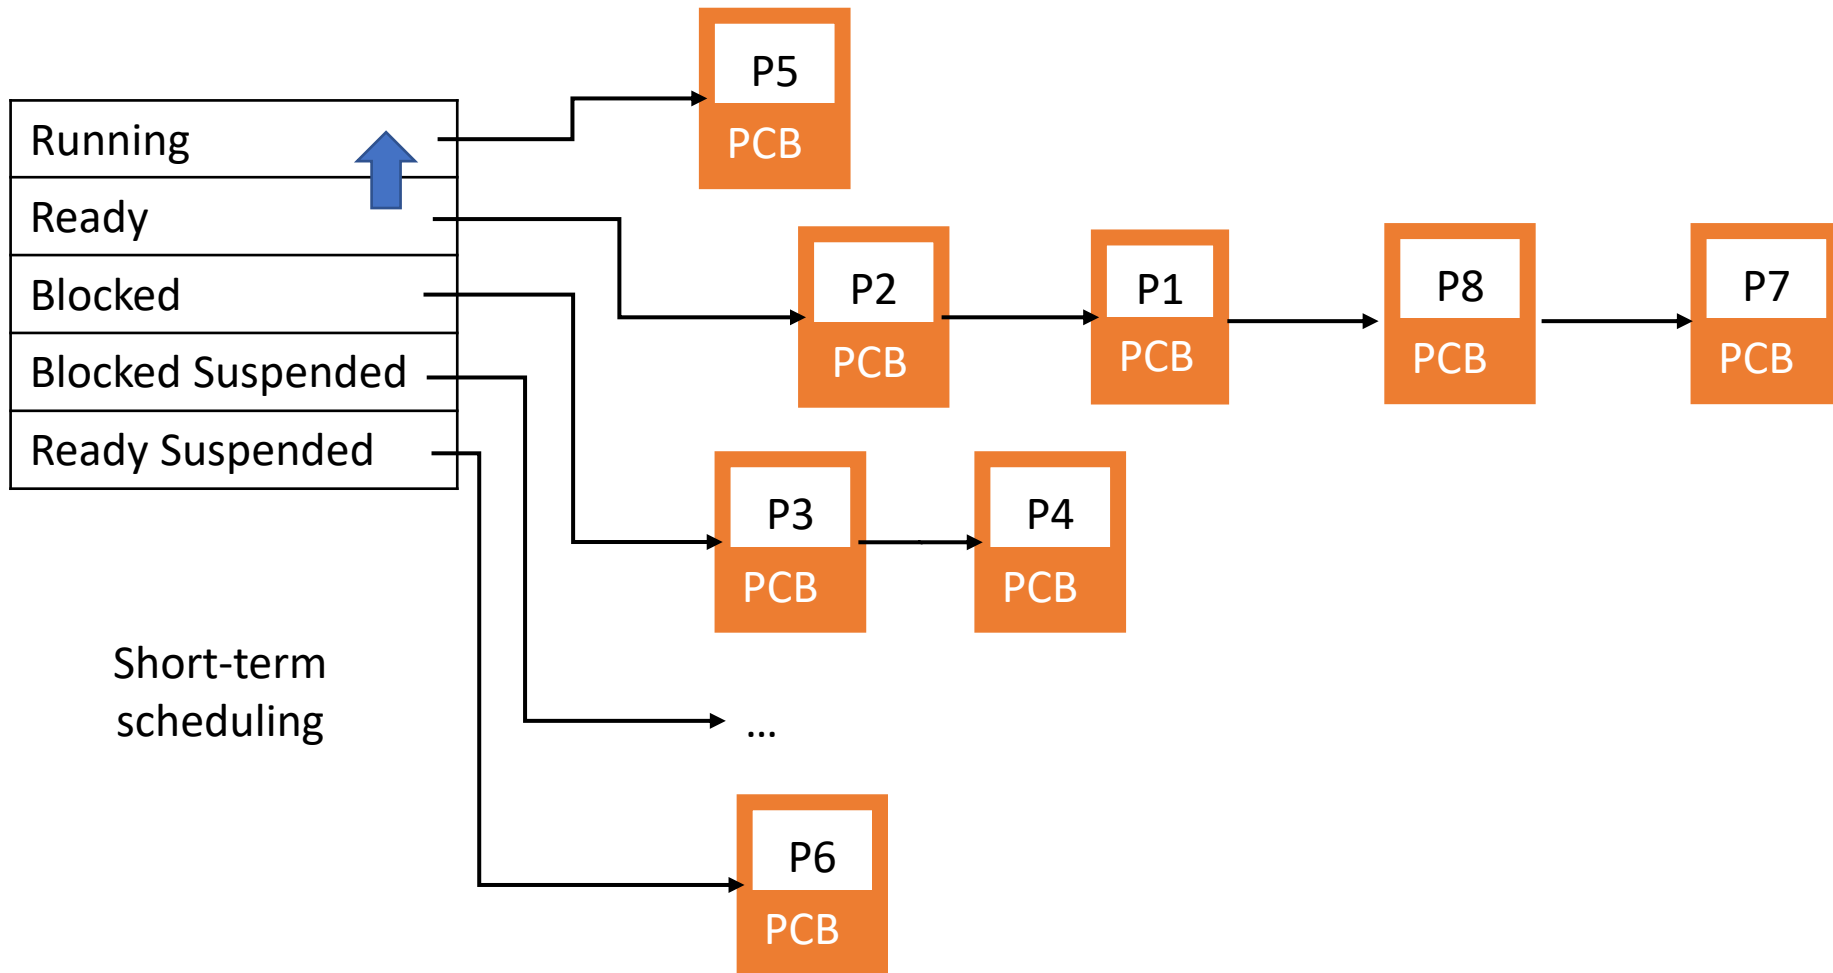 Running
Ready
Blocked
Blocked Suspended
Ready Suspended
P5
PCB
P2
PCB
P1
PCB
P8
PCB
P7
PCB
P3
PCB
P4
PCB
...
P6
PCB
Short-term
scheduling